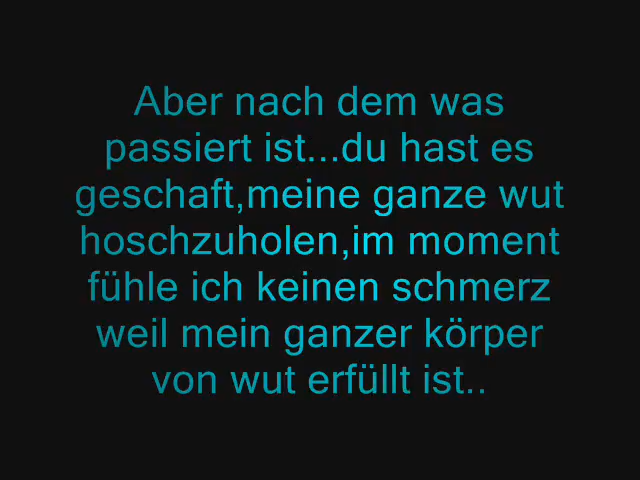 Aber nach dem was
passiert ist...du hast es
geschaft,meine ganze wut
hoschzuholen,im moment
fühle ich keinen schmerz
weil mein ganzer körper
von wut erfüllt ist..